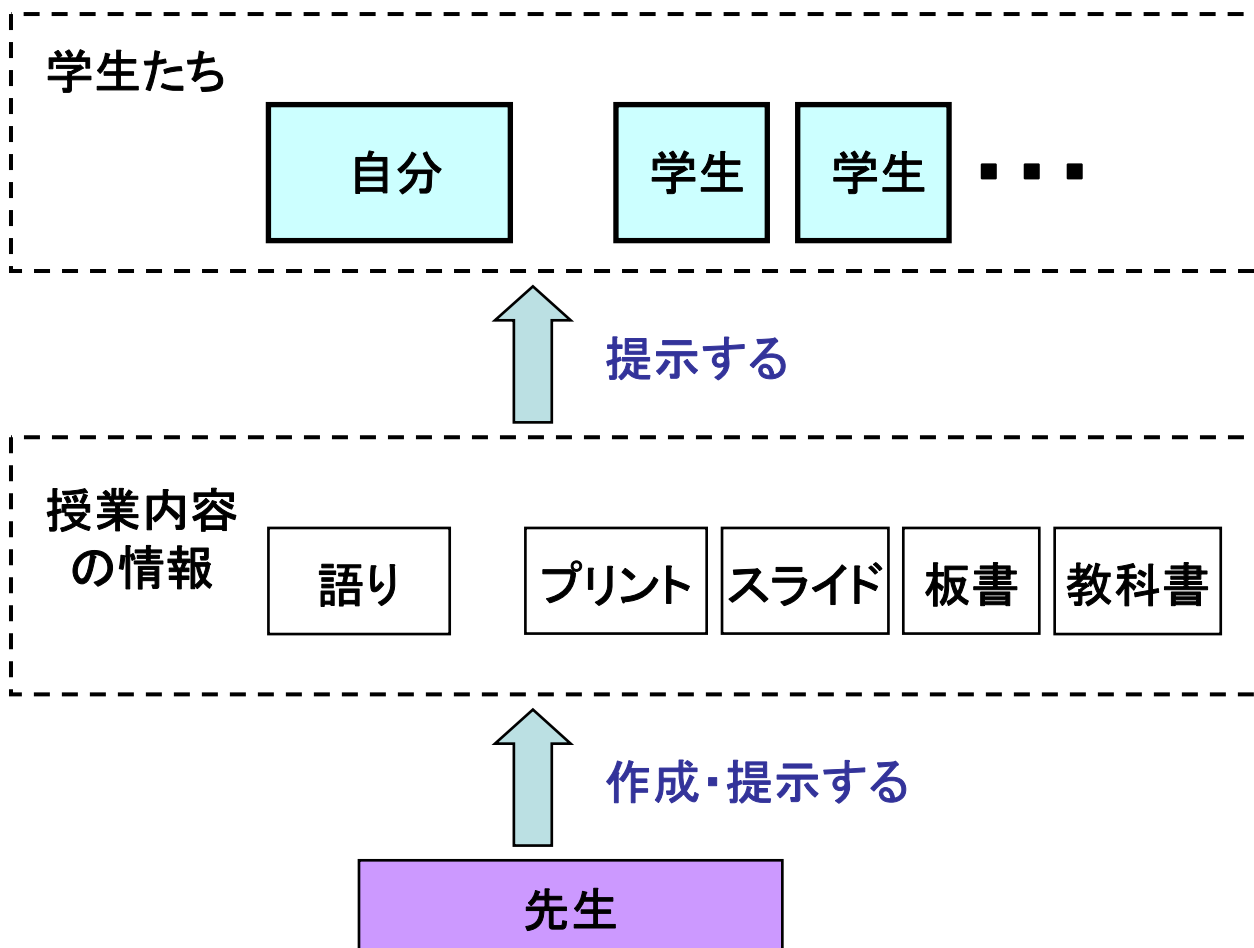 学生たち
自分
学生
学生
・・・
提示する
授業内容
の情報
語り
プリント
スライド
板書
教科書
作成・提示する
先生